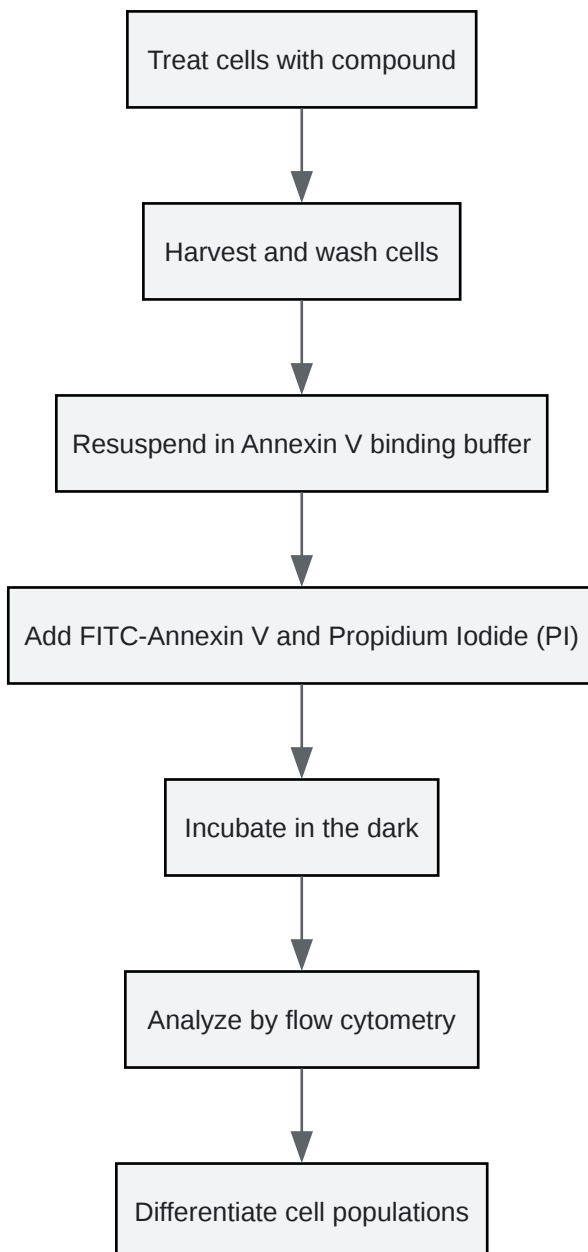 Treat cells with compound
Harvest and wash cells
Resuspend in Annexin V binding buffer
Add FITC-Annexin V and Propidium Iodide (PI)
Incubate in the dark
Analyze by flow cytometry
Differentiate cell populations